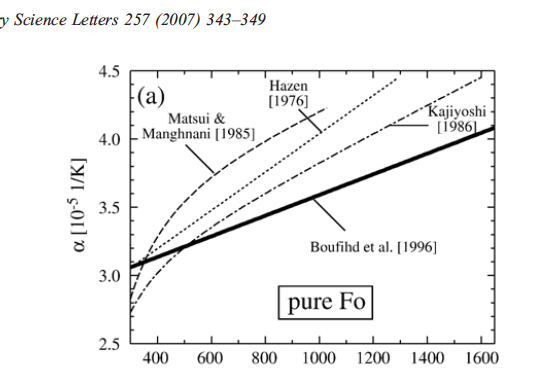 y Science Letters 257 (2007) 343–349
4.5
(a)
Hazen
[1976]
Matsui &
Manghnani [1985]
Kajiyoshi
[1986]
4.0
α [10-5 1/K]
3.5
Boufihd et al. [1996]
3.0
pure Fo
2.5
400 600 800 1000 1200 1400 1600